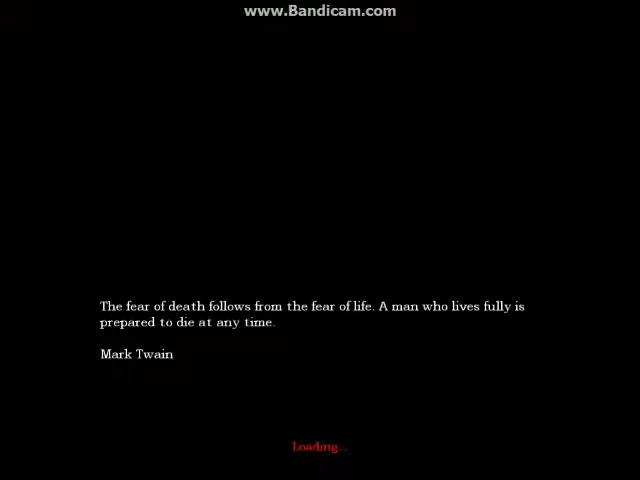 www.Bandicam.com
The fear of death follows from the fear of life. A man who lives fully is
prepared to die at any time.
Mark Twain
Loading...